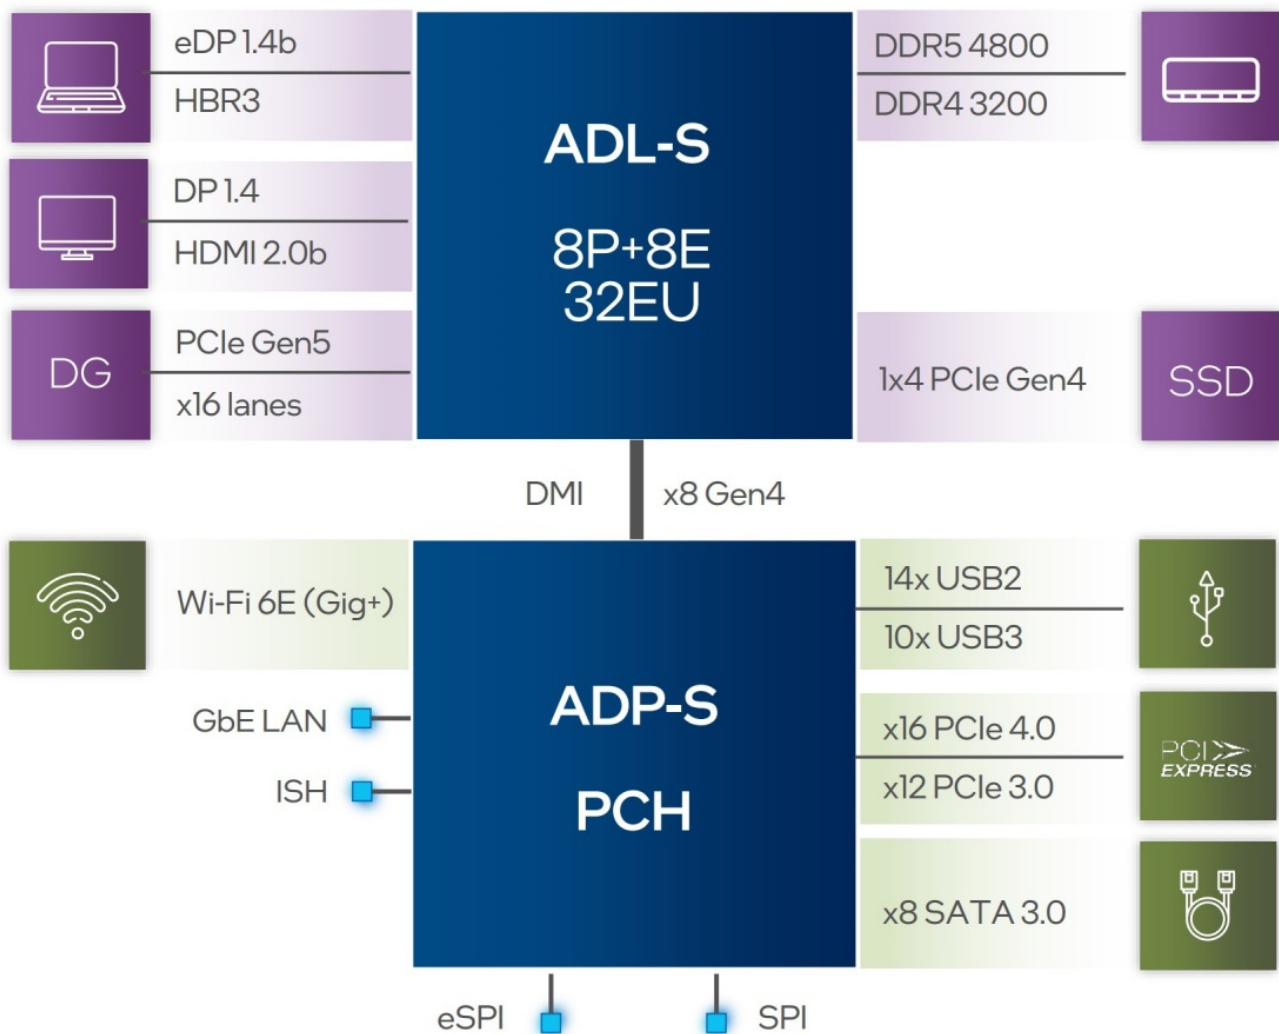 eDP 1.4b
HBR3
DP 1.4
HDMI 2.0b
DG
PCIe Gen5
x16 lanes
ADL-S
8P+8E
32EU
DDR5 4800
DDR4 3200
1x4 PCIe Gen4
SSD
DMI
x8 Gen4
Wi-Fi 6E (Gig+)
GbE LAN
ISH
ADP-S
PCH
14x USB2
10x USB3
x16 PCIe 4.0
x12 PCIe 3.0
PCI
EXPRESS
x8 SATA 3.0
eSPI
SPI